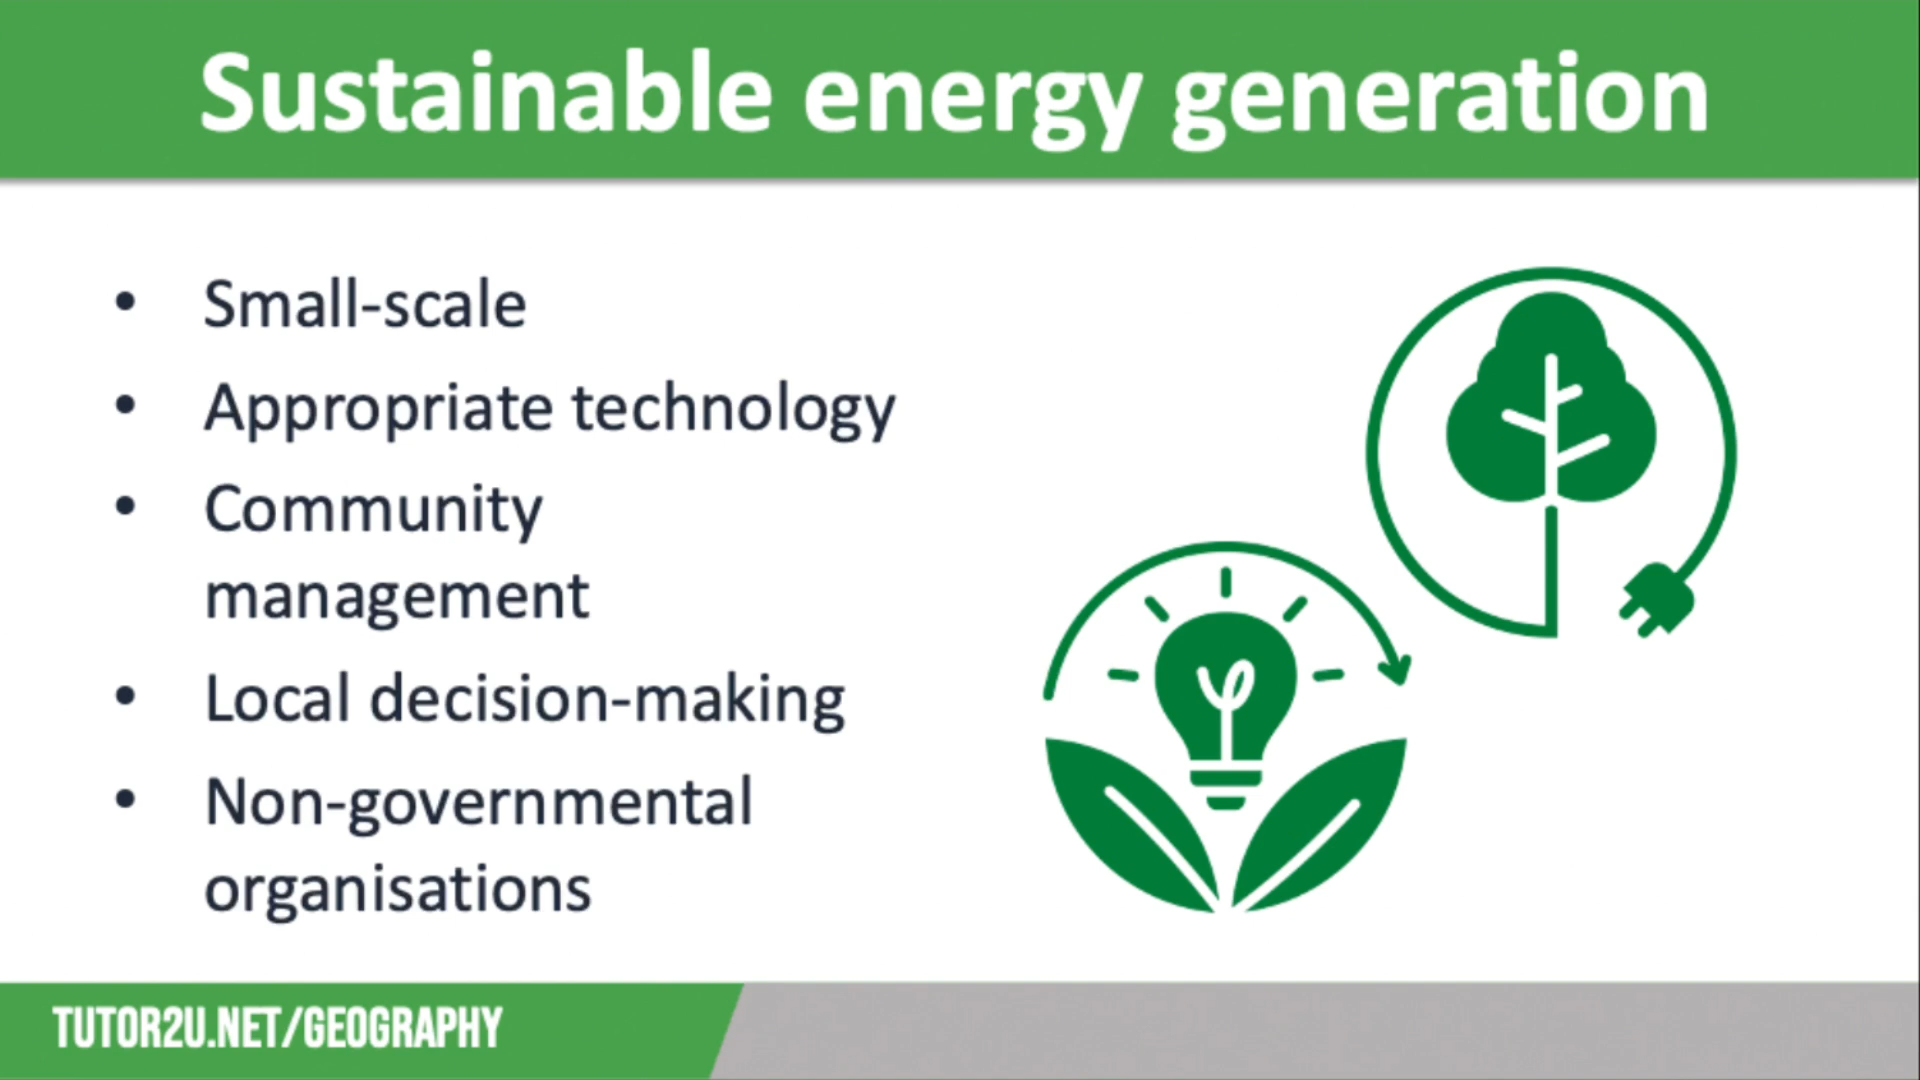 Sustainable energy generation
• Small-scale
• Appropriate technology
• Community
management
• Local decision-making
• Non-governmental
organisations
TUTOR2U.NET/GEOGRAPHY